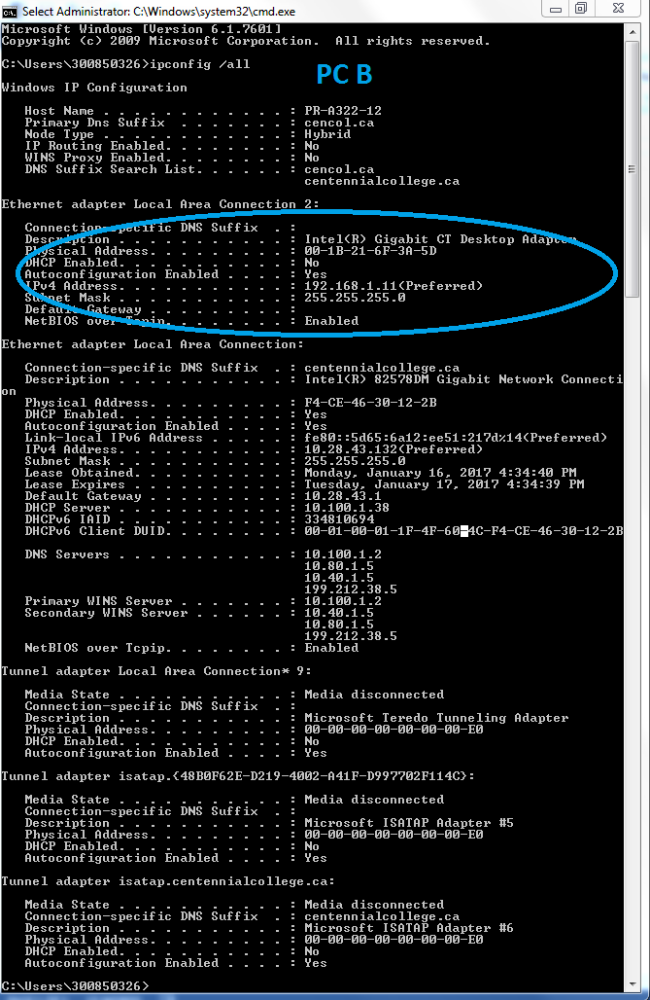 Select Administrator: C:\Windows\system32\cmd.exe
Microsoft Windows [Version 6.1.7601]
Copyright (c) 2009 Microsoft Corporation.  All rights reserved.
C:\Users\300850326>ipconfig /all
PC B
Windows IP Configuration
   Host Name . . . . . . . . . . . . : PR-A322-12
   Primary Dns Suffix  . . . . . . . : cencol.ca
   Node Type . . . . . . . . . . . . : Hybrid
   IP Routing Enabled. . . . . . . . : No
   WINS Proxy Enabled. . . . . . . . : No
   DNS Suffix Search List. . . . . . : cencol.ca
                                       centennialcollege.ca
Ethernet adapter Local Area Connection 2:
   Connection-specific DNS Suffix  . :
   Description . . . . . . . . . . . : Intel(R) Gigabit CT Desktop Adapter
   Physical Address. . . . . . . . . : 00-1B-21-6F-3A-5D
   DHCP Enabled. . . . . . . . . . . : No
   Autoconfiguration Enabled . . . . : Yes
   IPv4 Address. . . . . . . . . . . : 192.168.1.11(Preferred)
   Subnet Mask . . . . . . . . . . . : 255.255.255.0
   Default Gateway . . . . . . . . . :
   NetBIOS over Tcpip. . . . . . . . : Enabled
Ethernet adapter Local Area Connection:
   Connection-specific DNS Suffix  . : centennialcollege.ca
   Description . . . . . . . . . . . : Intel(R) 82578DM Gigabit Network Connecti
on
   Physical Address. . . . . . . . . : F4-CE-46-30-12-2B
   DHCP Enabled. . . . . . . . . . . : Yes
   Autoconfiguration Enabled . . . . : Yes
   Link-local IPv6 Address . . . . . : fe80::5d65:6a12:ee51:217d%14(Preferred)
   IPv4 Address. . . . . . . . . . . : 10.28.43.132(Preferred)
   Subnet Mask . . . . . . . . . . . : 255.255.255.0
   Lease Obtained. . . . . . . . . . : Monday, January 16, 2017 4:34:40 PM
   Lease Expires . . . . . . . . . . : Tuesday, January 17, 2017 4:34:39 PM
   Default Gateway . . . . . . . . . : 10.28.43.1
   DHCP Server . . . . . . . . . . . : 10.100.1.38
   DHCPv6 IAID . . . . . . . . . . . : 334810694
   DHCPv6 Client DUID. . . . . . . . : 00-01-00-01-1F-4F-60-4C-F4-CE-46-30-12-2B
   DNS Servers . . . . . . . . . . . : 10.100.1.2
                                       10.80.1.5
                                       10.40.1.5
                                       199.212.38.5
   Primary WINS Server . . . . . . . : 10.100.1.2
   Secondary WINS Server . . . . . . : 10.40.1.5
                                       10.80.1.5
                                       199.212.38.5
   NetBIOS over Tcpip. . . . . . . . : Enabled
Tunnel adapter Local Area Connection* 9:
   Media State . . . . . . . . . . . : Media disconnected
   Connection-specific DNS Suffix  . :
   Description . . . . . . . . . . . : Microsoft Teredo Tunneling Adapter
   Physical Address. . . . . . . . . : 00-00-00-00-00-00-00-E0
   DHCP Enabled. . . . . . . . . . . : No
   Autoconfiguration Enabled . . . . : Yes
Tunnel adapter isatap.{48B0F62E-D219-4002-A41F-D997702F114C}:
   Media State . . . . . . . . . . . : Media disconnected
   Connection-specific DNS Suffix  . :
   Description . . . . . . . . . . . : Microsoft ISATAP Adapter #5
   Physical Address. . . . . . . . . : 00-00-00-00-00-00-00-E0
   DHCP Enabled. . . . . . . . . . . : No
   Autoconfiguration Enabled . . . . : Yes
Tunnel adapter isatap.centennialcollege.ca:
   Media State . . . . . . . . . . . : Media disconnected
   Connection-specific DNS Suffix  . : centennialcollege.ca
   Description . . . . . . . . . . . : Microsoft ISATAP Adapter #6
   Physical Address. . . . . . . . . : 00-00-00-00-00-00-00-E0
   DHCP Enabled. . . . . . . . . . . : No
   Autoconfiguration Enabled . . . . : Yes
C:\Users\300850326>